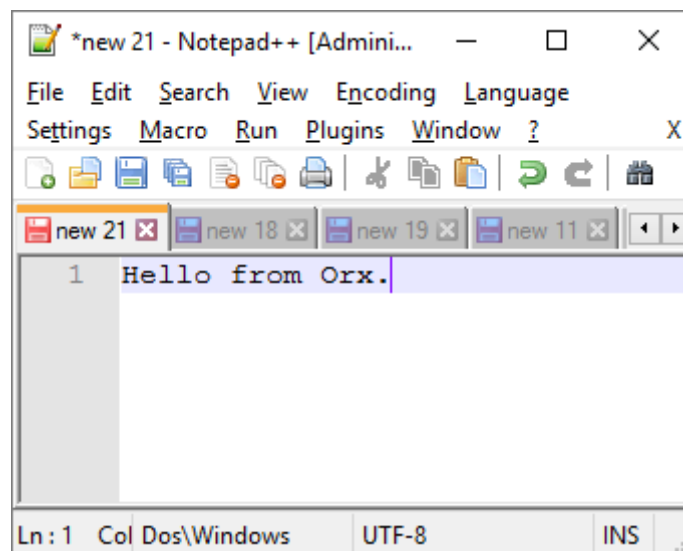 *new 21 - Notepad++ [Admini...
File Edit Search View Encoding Language
Settings Macro Run Plugins Window ? X
new 21 new 18 new 19 new 11
1 Hello from Orx.
Ln : 1 Col Dos\Windows UTF-8 INS